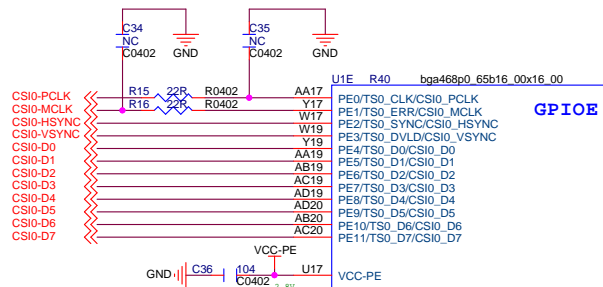 C34
NC
C0402
GND
C35
NC
C0402
GND
U1E R40 bga468p0_65b16_00x16_00
GPIOE
CSI0-PCLK R15 22R R0402 AA17 PE0/TS0_CLK/CSI0_PCLK
CSI0-MCLK R16 22R R0402 Y17 PE1/TS0_ERR/CSI0_MCLK
CSI0-HSYNC W17 PE2/TS0_SYNC/CSI0_HSYNC
CSI0-VSYNC W19 PE3/TS0_DVLD/CSI0_VSYNC
CSI0-D0 Y19 PE4/TS0_D0/CSI0_D0
CSI0-D1 AA19 PE5/TS0_D1/CSI0_D1
CSI0-D2 AB19 PE6/TS0_D2/CSI0_D2
CSI0-D3 AC19 PE7/TS0_D3/CSI0_D3
CSI0-D4 AD19 PE8/TS0_D4/CSI0_D4
CSI0-D5 AD20 PE9/TS0_D5/CSI0_D5
CSI0-D6 AB20 PE10/TS0_D6/CSI0_D6
CSI0-D7 AC20 PE11/TS0_D7/CSI0_D7
VCC-PE
GND C36 104 U17 VCC-PE
C0402